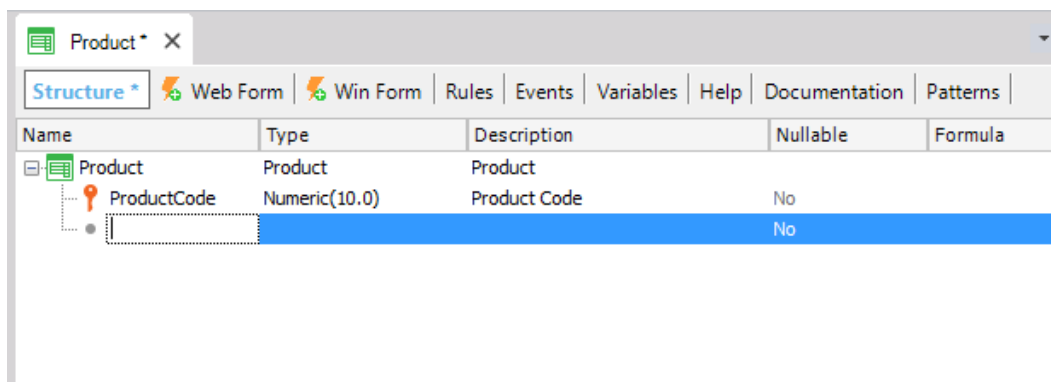 Product *
Structure * Web Form Win Form Rules Events Variables Help Documentation Patterns
Name Type Description Nullable Formula
Product Product Product
ProductCode Numeric(10.0) Product Code No
No